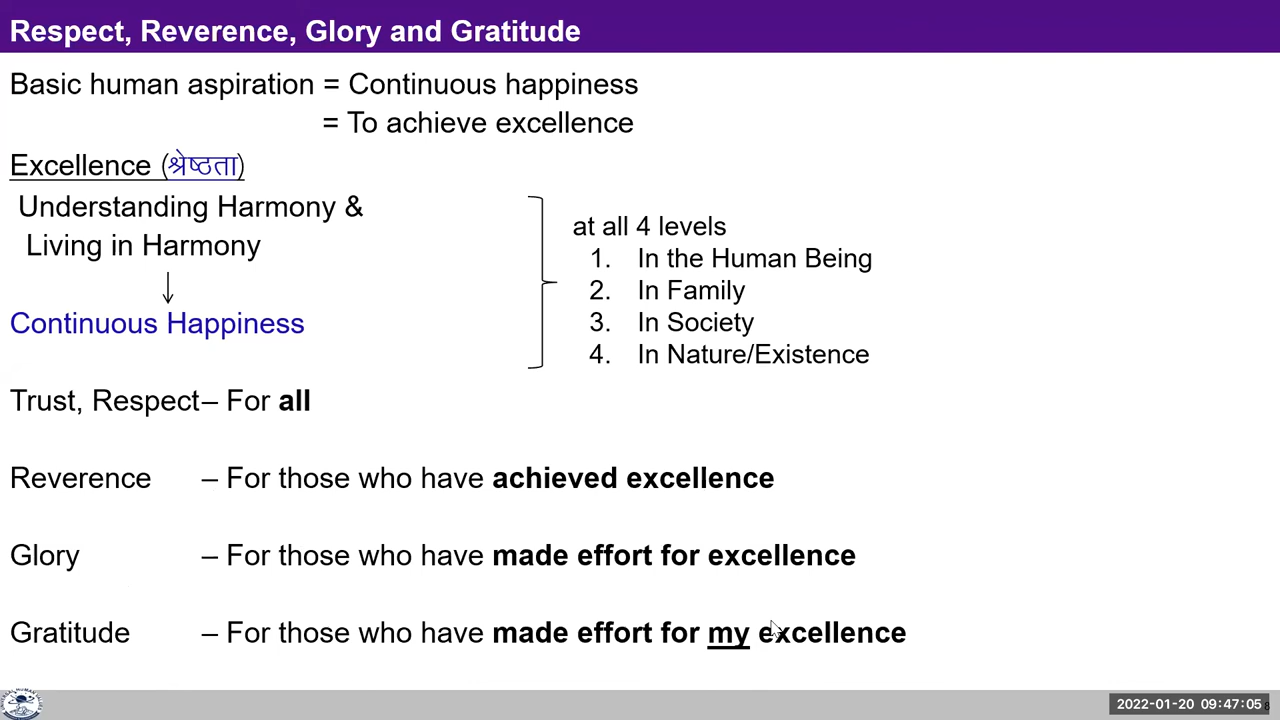 Respect, Reverence, Glory and Gratitude
Basic human aspiration = Continuous happiness
= To achieve excellence
Excellence (श्रेष्ठता)
Understanding Harmony &
Living in Harmony
Continuous Happiness
at all 4 levels
1. In the Human Being
2. In Family
3. In Society
4. In Nature/Existence
Trust, Respect– For all
Reverence – For those who have achieved excellence
Glory – For those who have made effort for excellence
Gratitude – For those who have made effort for my excellence
2022-01-20 09:47:05
8